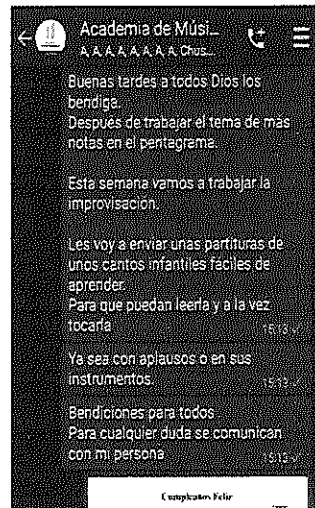 Academia de Músi...
A, A, A, A, A, A, A, A, Chus...
Buenas tardes a todos Dios los
bendiga.
Después de trabajar el tema de mas
notas en el pentagrama.
Esta semana vamos a trabajar la
improvisación.
Les voy a enviar unas partituras de
unos cantos infantiles fáciles de
aprender.
Para que puedan leerla y a la vez
tocarla
15:13
Ya sea con aplausos o en sus
instrumentos.
15:13
Bendiciones para todos
Para cualquier duda se comunican
con mi persona
15:13
Cumpleaños Feliz